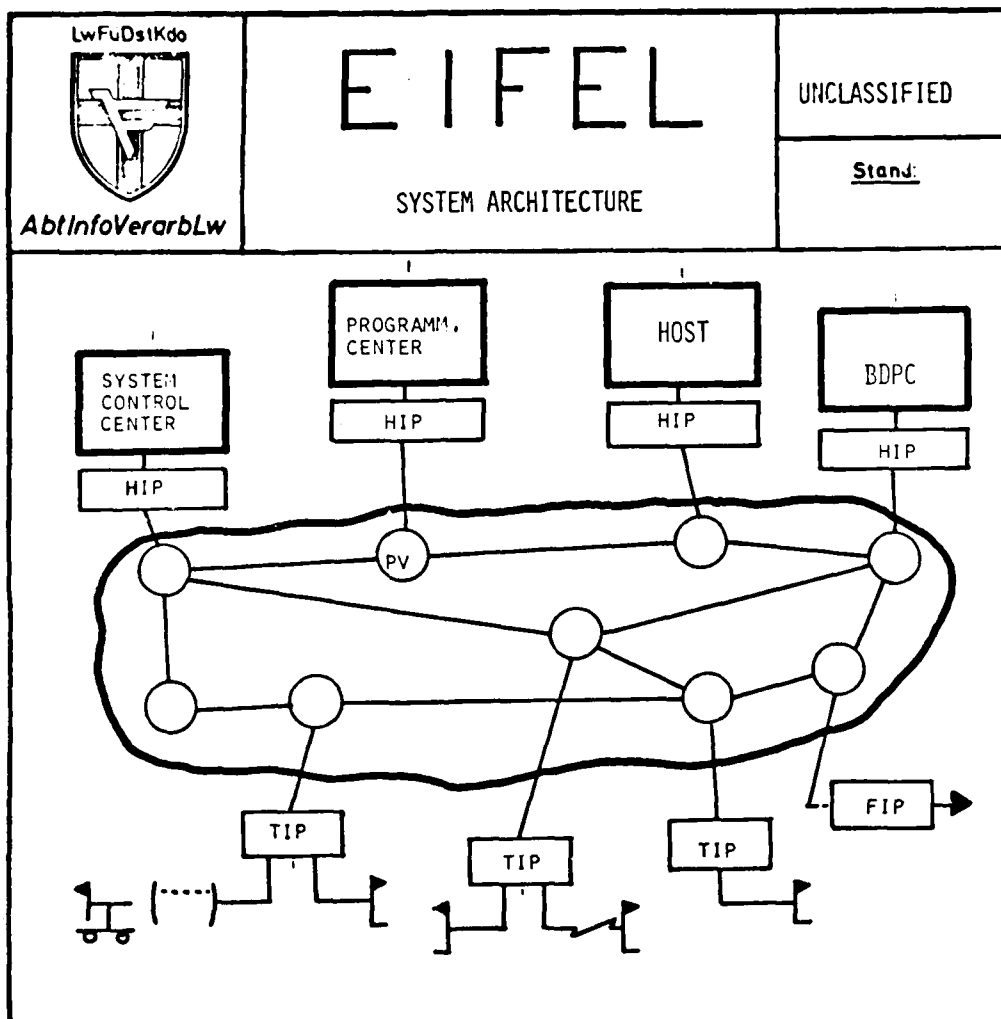 LwFuDstKdo
AbtInfoVerarbLw
EIFEL
SYSTEM ARCHITECTURE
UNCLASSIFIED
Stand:
SYSTEM
CONTROL
CENTER
PROGRAMM.
CENTER
HOST
BDPC
HIP
HIP
HIP
HIP
PV
TIP
TIP
TIP
FIP